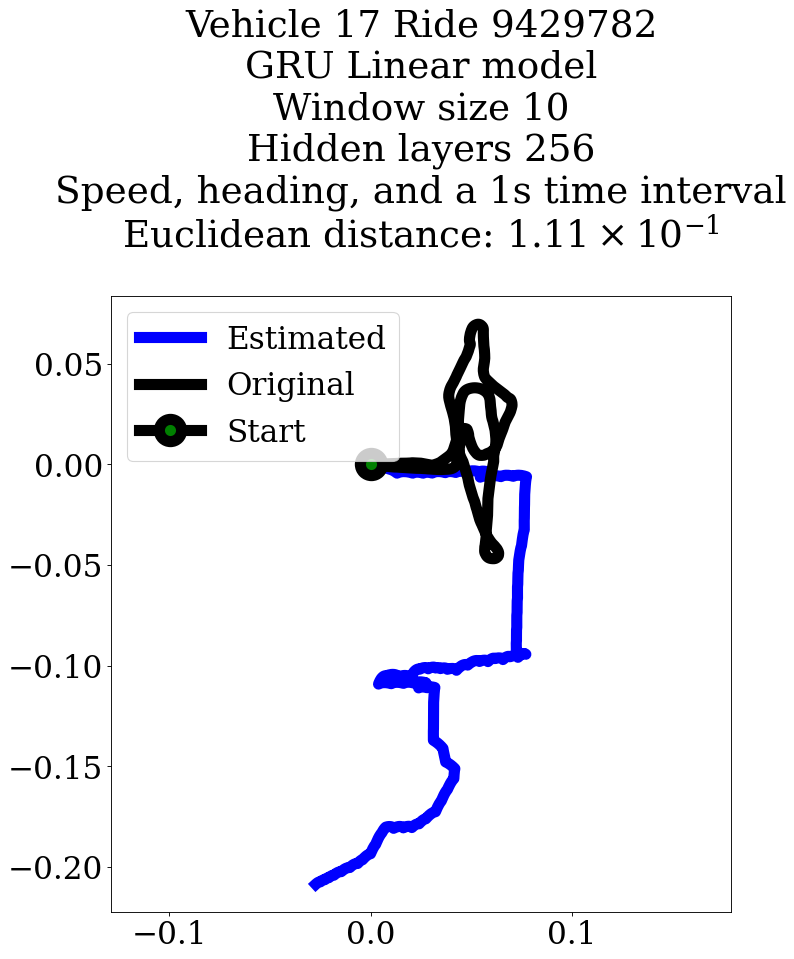 Vehicle 17 Ride 9429782
GRU Linear model
Window size 10
Hidden layers 256
Speed, heading, and a 1s time interval
Euclidean distance: 1.11 × 10⁻¹
Estimated
Original
Start
0.05
0.00
−0.05
−0.10
−0.15
−0.20
−0.1 0.0 0.1